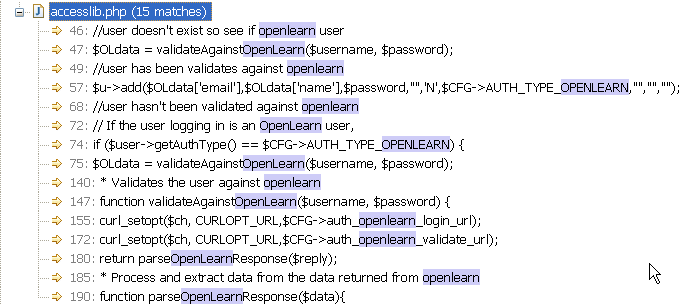 accesslib.php (15 matches)
46: //user doesn't exist so see if openlearn user
47: $OLdata = validateAgainstOpenLearn($username, $password);
49: //user has been validates against openlearn
57: $u->add($OLdata['email'],$OLdata['name'],$password,"",'N',$CFG->AUTH_TYPE_OPENLEARN,"","","");
68: //user hasn't been validated against openlearn
72: // If the user logging in is an OpenLearn user,
74: if ($user->getAuthType() == $CFG->AUTH_TYPE_OPENLEARN) {
75: $OLdata = validateAgainstOpenLearn($username, $password);
140: * Validates the user against openlearn
147: function validateAgainstOpenLearn($username, $password) {
155: curl_setopt($ch, CURLOPT_URL,$CFG->auth_openlearn_login_url);
172: curl_setopt($ch, CURLOPT_URL,$CFG->auth_openlearn_validate_url);
180: return parseOpenLearnResponse($reply);
185: * Process and extract data from the data returned from openlearn
190: function parseOpenLearnResponse($data){